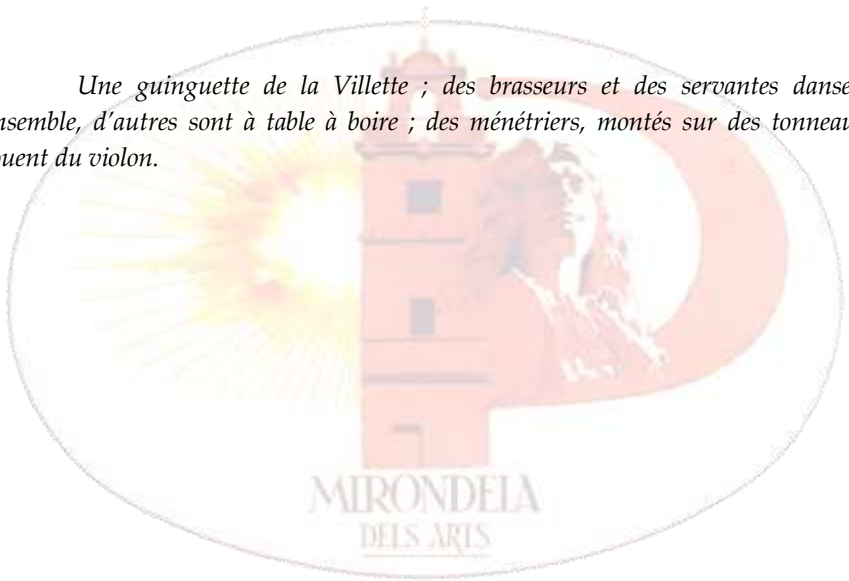 Une guinguette de la Villette ; des brasseurs et des servantes danse
nsemble, d'autres sont à table à boire ; des ménétriers, montés sur des tonneau
ouent du violon.
MIRONDELA
DELS ARTS